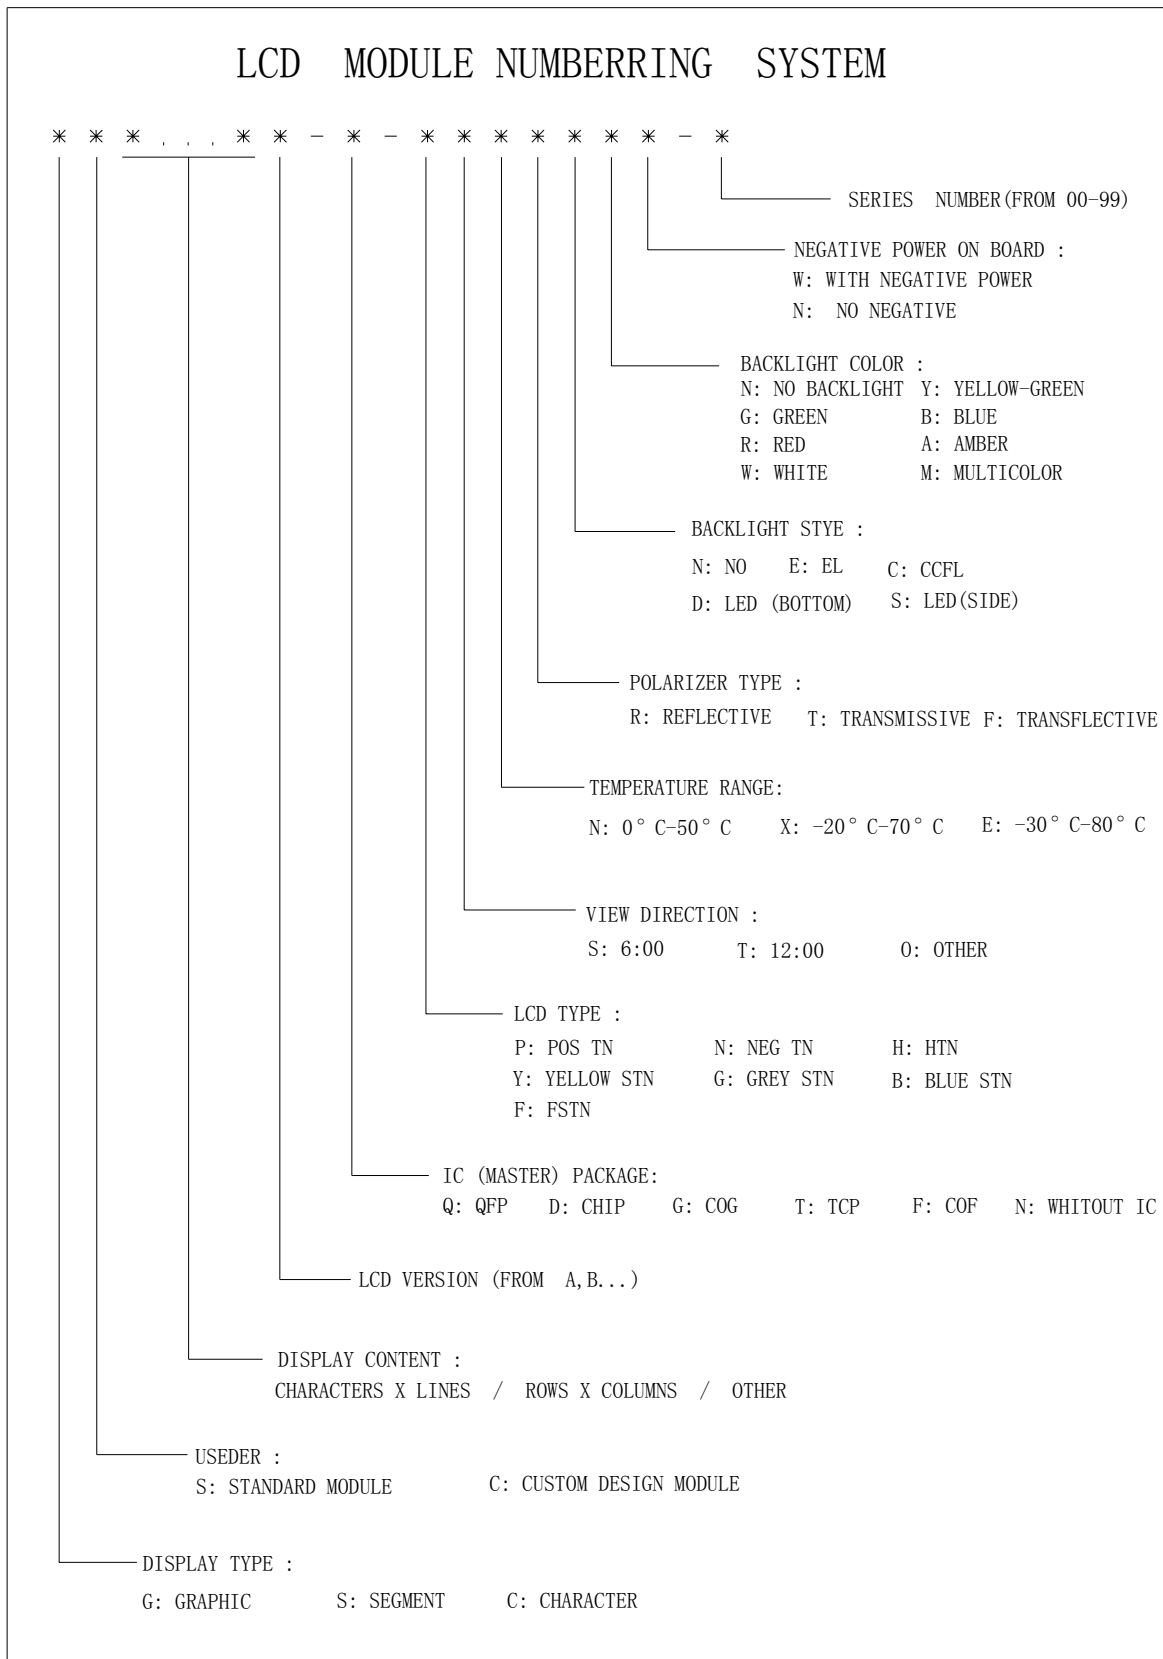 LCD MODULE NUMBERRING SYSTEM
* * * . . . * * - * - * * * * * * * - *
SERIES NUMBER(FROM 00-99)
NEGATIVE POWER ON BOARD :
W: WITH NEGATIVE POWER
N: NO NEGATIVE
BACKLIGHT COLOR :
N: NO BACKLIGHT Y: YELLOW-GREEN
G: GREEN B: BLUE
R: RED A: AMBER
W: WHITE M: MULTICOLOR
BACKLIGHT STYE :
N: NO E: EL C: CCFL
D: LED (BOTTOM) S: LED(SIDE)
POLARIZER TYPE :
R: REFLECTIVE T: TRANSMISSIVE F: TRANSFLECTIVE
TEMPERATURE RANGE:
N: 0° C-50° C X: -20° C-70° C E: -30° C-80° C
VIEW DIRECTION :
S: 6:00 T: 12:00 O: OTHER
LCD TYPE :
P: POS TN N: NEG TN H: HTN
Y: YELLOW STN G: GREY STN B: BLUE STN
F: FSTN
IC (MASTER) PACKAGE:
Q: QFP D: CHIP G: COG T: TCP F: COF N: WHITOUT IC
LCD VERSION (FROM A,B...)
DISPLAY CONTENT :
CHARACTERS X LINES / ROWS X COLUMNS / OTHER
USEDER :
S: STANDARD MODULE C: CUSTOM DESIGN MODULE
DISPLAY TYPE :
G: GRAPHIC S: SEGMENT C: CHARACTER